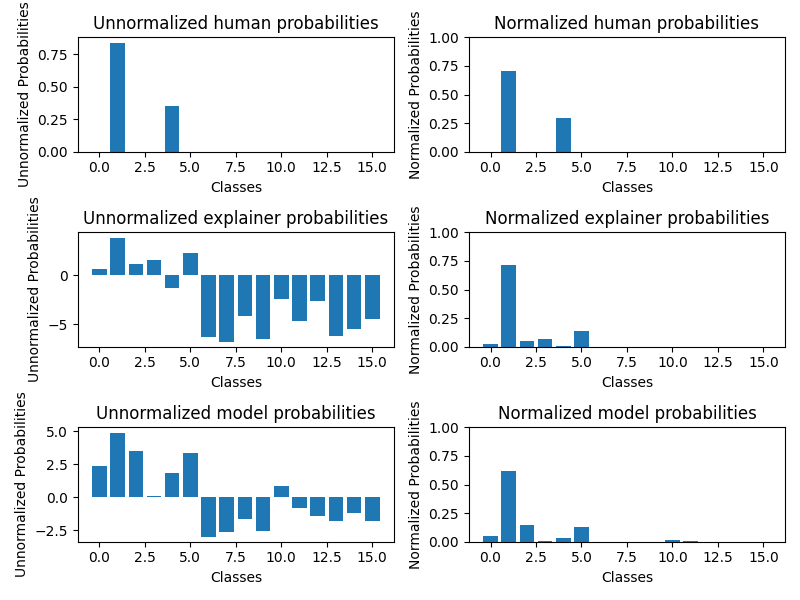 Unnormalized human probabilities
Unnormalized Probabilities
0.75
0.50
0.25
0.00
0.0 2.5 5.0 7.5 10.0 12.5 15.0
Classes
Normalized human probabilities
Normalized Probabilities
1.00
0.75
0.50
0.25
0.00
0.0 2.5 5.0 7.5 10.0 12.5 15.0
Classes
Unnormalized explainer probabilities
Unnormalized Probabilities
0
−5
0.0 2.5 5.0 7.5 10.0 12.5 15.0
Classes
Normalized explainer probabilities
Normalized Probabilities
1.00
0.75
0.50
0.25
0.00
0.0 2.5 5.0 7.5 10.0 12.5 15.0
Classes
Unnormalized model probabilities
Unnormalized Probabilities
5.0
2.5
0.0
−2.5
0.0 2.5 5.0 7.5 10.0 12.5 15.0
Classes
Normalized model probabilities
Normalized Probabilities
1.00
0.75
0.50
0.25
0.00
0.0 2.5 5.0 7.5 10.0 12.5 15.0
Classes